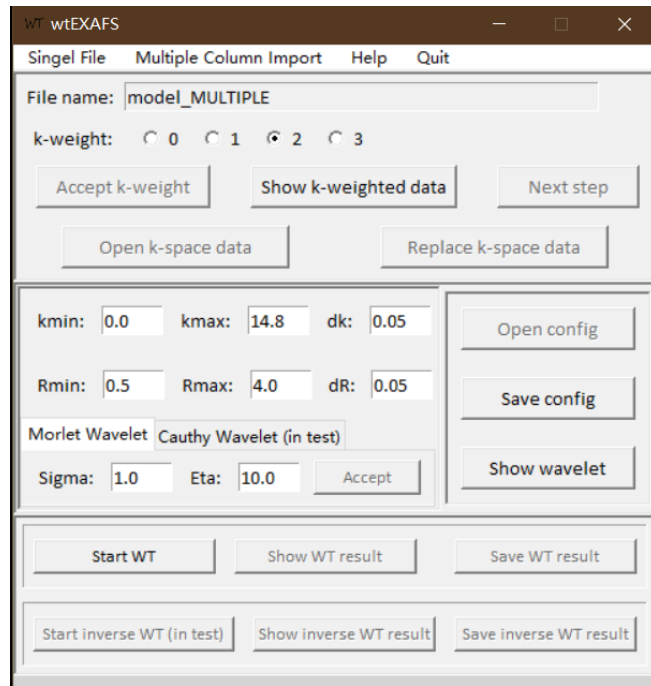 WT wtEXAFS
Singel File Multiple Column Import Help Quit
File name: model_MULTIPLE
k-weight: 0 1 2 3
Accept k-weight Show k-weighted data Next step
Open k-space data Replace k-space data
kmin: 0.0 kmax: 14.8 dk: 0.05
Open config
Rmin: 0.5 Rmax: 4.0 dR: 0.05
Save config
Morlet Wavelet Cauthy Wavelet (in test)
Sigma: 1.0 Eta: 10.0 Accept
Show wavelet
Start WT Show WT result Save WT result
Start inverse WT (in test) Show inverse WT result Save inverse WT result